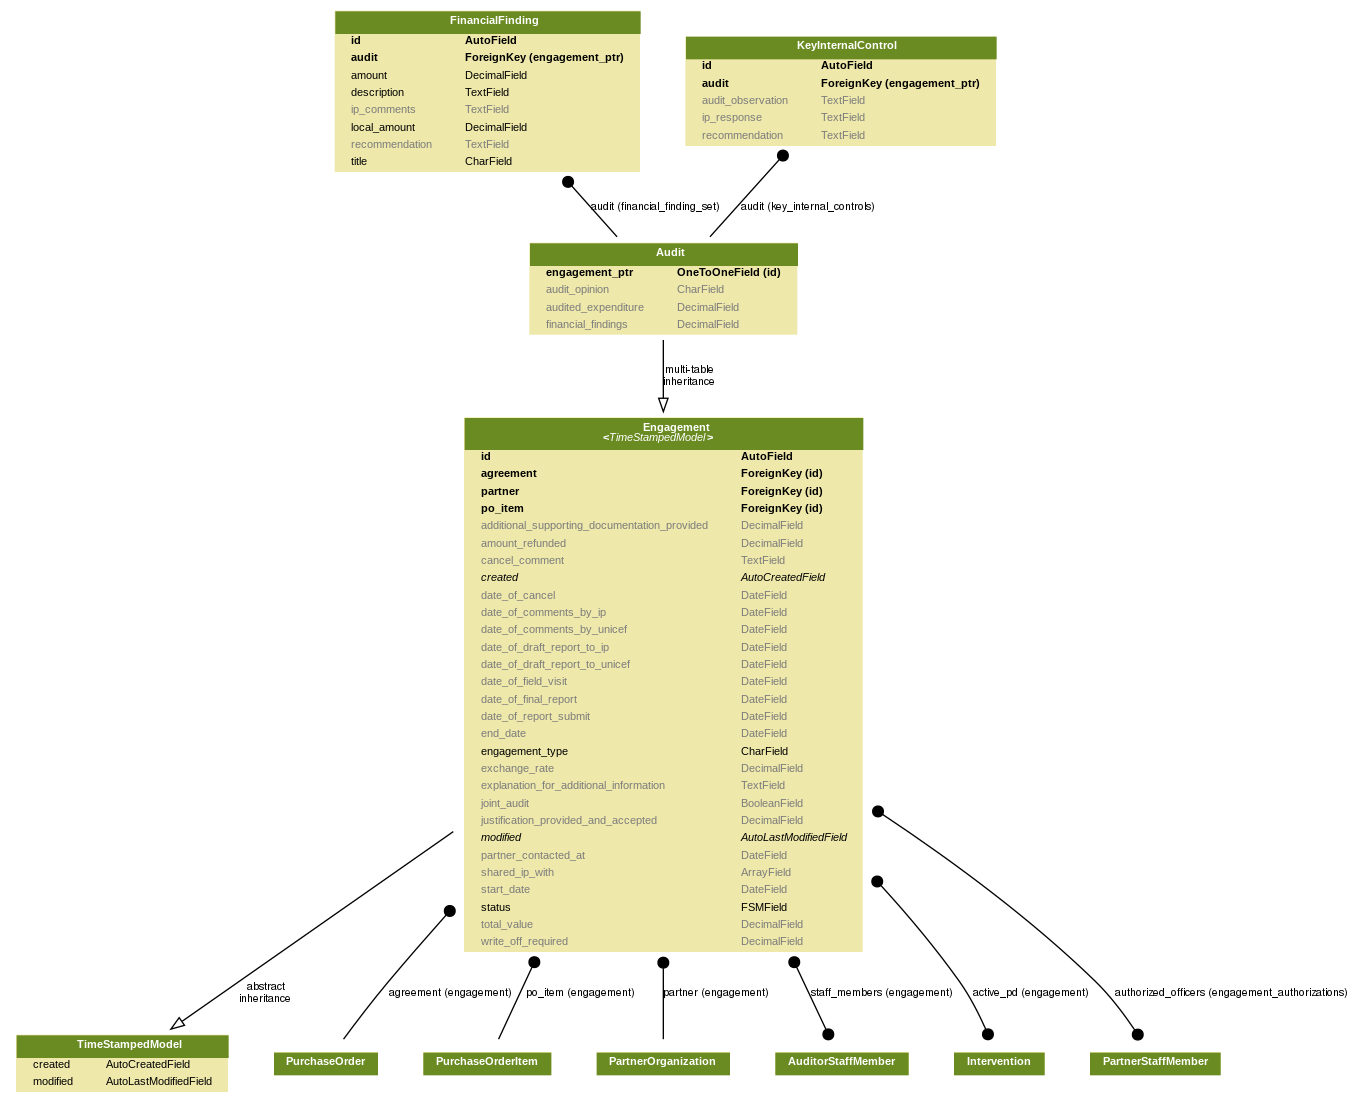 FinancialFinding
id AutoField
audit ForeignKey (engagement_ptr)
amount DecimalField
description TextField
ip_comments TextField
local_amount DecimalField
recommendation TextField
title CharField
KeyInternalControl
id AutoField
audit ForeignKey (engagement_ptr)
audit_observation TextField
ip_response TextField
recommendation TextField
audit (financial_finding_set)
audit (key_internal_controls)
Audit
engagement_ptr OneToOneField (id)
audit_opinion CharField
audited_expenditure DecimalField
financial_findings DecimalField
multi-table
inheritance
Engagement
<TimeStampedModel>
id AutoField
agreement ForeignKey (id)
partner ForeignKey (id)
po_item ForeignKey (id)
additional_supporting_documentation_provided DecimalField
amount_refunded DecimalField
cancel_comment TextField
created AutoCreatedField
date_of_cancel DateField
date_of_comments_by_ip DateField
date_of_comments_by_unicef DateField
date_of_draft_report_to_ip DateField
date_of_draft_report_to_unicef DateField
date_of_field_visit DateField
date_of_final_report DateField
date_of_report_submit DateField
end_date DateField
engagement_type CharField
exchange_rate DecimalField
explanation_for_additional_information TextField
joint_audit BooleanField
justification_provided_and_accepted DecimalField
modified AutoLastModifiedField
partner_contacted_at DateField
shared_ip_with ArrayField
start_date DateField
status FSMField
total_value DecimalField
write_off_required DecimalField
abstract
inheritance
agreement (engagement)
po_item (engagement)
partner (engagement)
staff_members (engagement)
active_pd (engagement)
authorized_officers (engagement_authorizations)
TimeStampedModel
created AutoCreatedField
modified AutoLastModifiedField
PurchaseOrder
PurchaseOrderItem
PartnerOrganization
AuditorStaffMember
Intervention
PartnerStaffMember